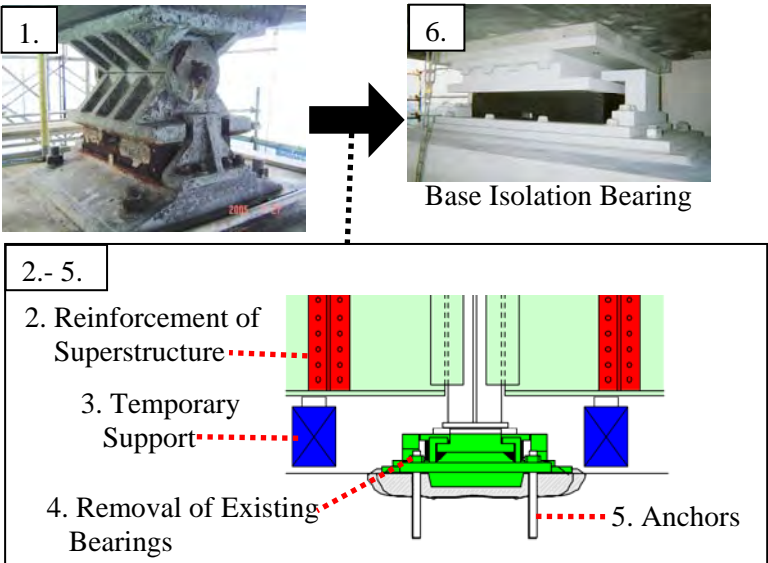 1.
6.
Base Isolation Bearing
2.- 5.
2. Reinforcement of
Superstructure
3. Temporary
Support
4. Removal of Existing
Bearings
5. Anchors